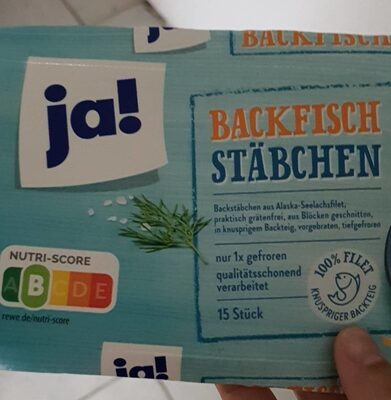 BACKFISCH
ja!
BACKFISCH
STÄBCHEN
Backstäbchen aus Alaska-Seelachsfilet,
praktisch grätenfrei, aus Blöcken geschnitten,
in knusprigem Backteig, vorgebraten, tiefgefroren
nur 1x gefroren
qualitätsschonend
verarbeitet
15 Stück
100% FILET
KNUSPRIGER BACKTEIG
NUTRI-SCORE
A B C D E
rewe.de/nutri-score
ja!